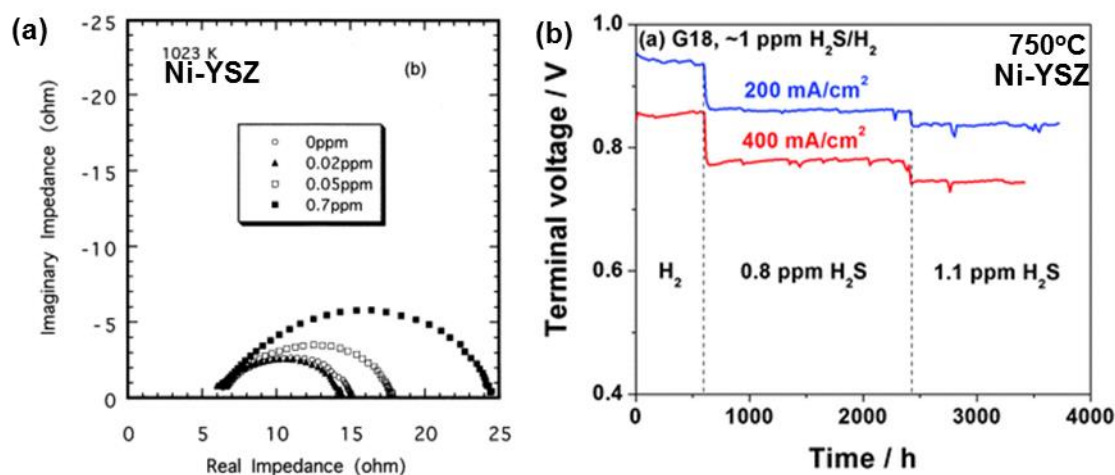 (a)
1023 K
Ni-YSZ
(b)
0ppm
0.02ppm
0.05ppm
0.7ppm
-25
-20
-15
-10
-5
0
0 5 10 15 20 25
Imaginary Impedance (ohm)
Real Impedance (ohm)
(b)
(a) G18, ~1 ppm H₂S/H₂
750°C
Ni-YSZ
200 mA/cm²
400 mA/cm²
H₂
0.8 ppm H₂S
1.1 ppm H₂S
1.0
0.8
0.6
0.4
0 1000 2000 3000 4000
Terminal voltage / V
Time / h